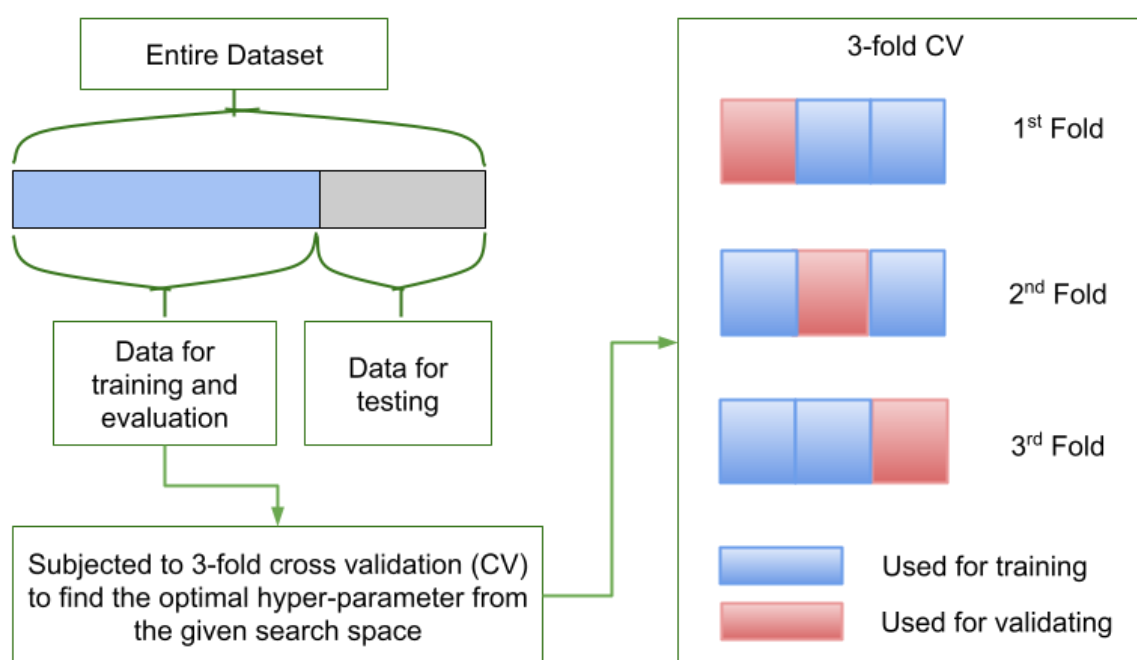 Entire Dataset
Data for
training and
evaluation
Data for
testing
Subjected to 3-fold cross validation (CV)
to find the optimal hyper-parameter from
the given search space
3-fold CV
1st Fold
2nd Fold
3rd Fold
Used for training
Used for validating